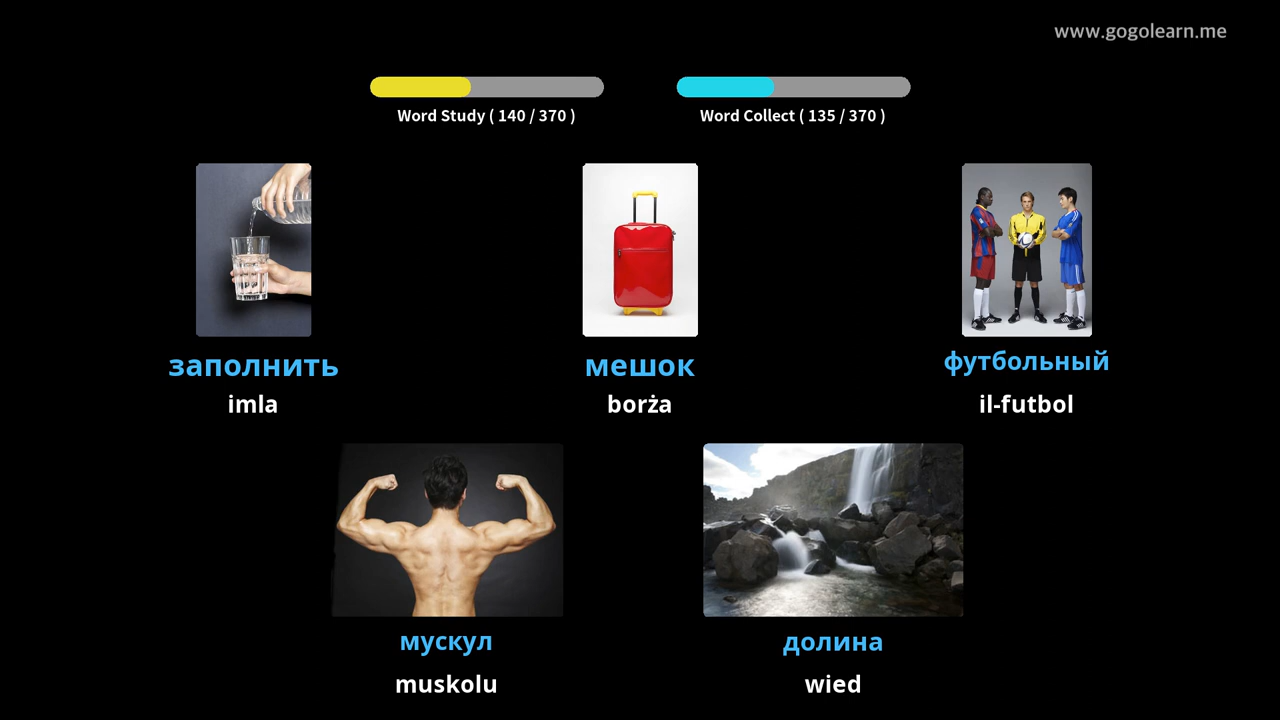 www.gogolearn.me
Word Study ( 140 / 370 )
Word Collect ( 135 / 370 )
заполнить
imla
мешок
borża
футбольный
il-futbol
мускул
muskolu
долина
wied